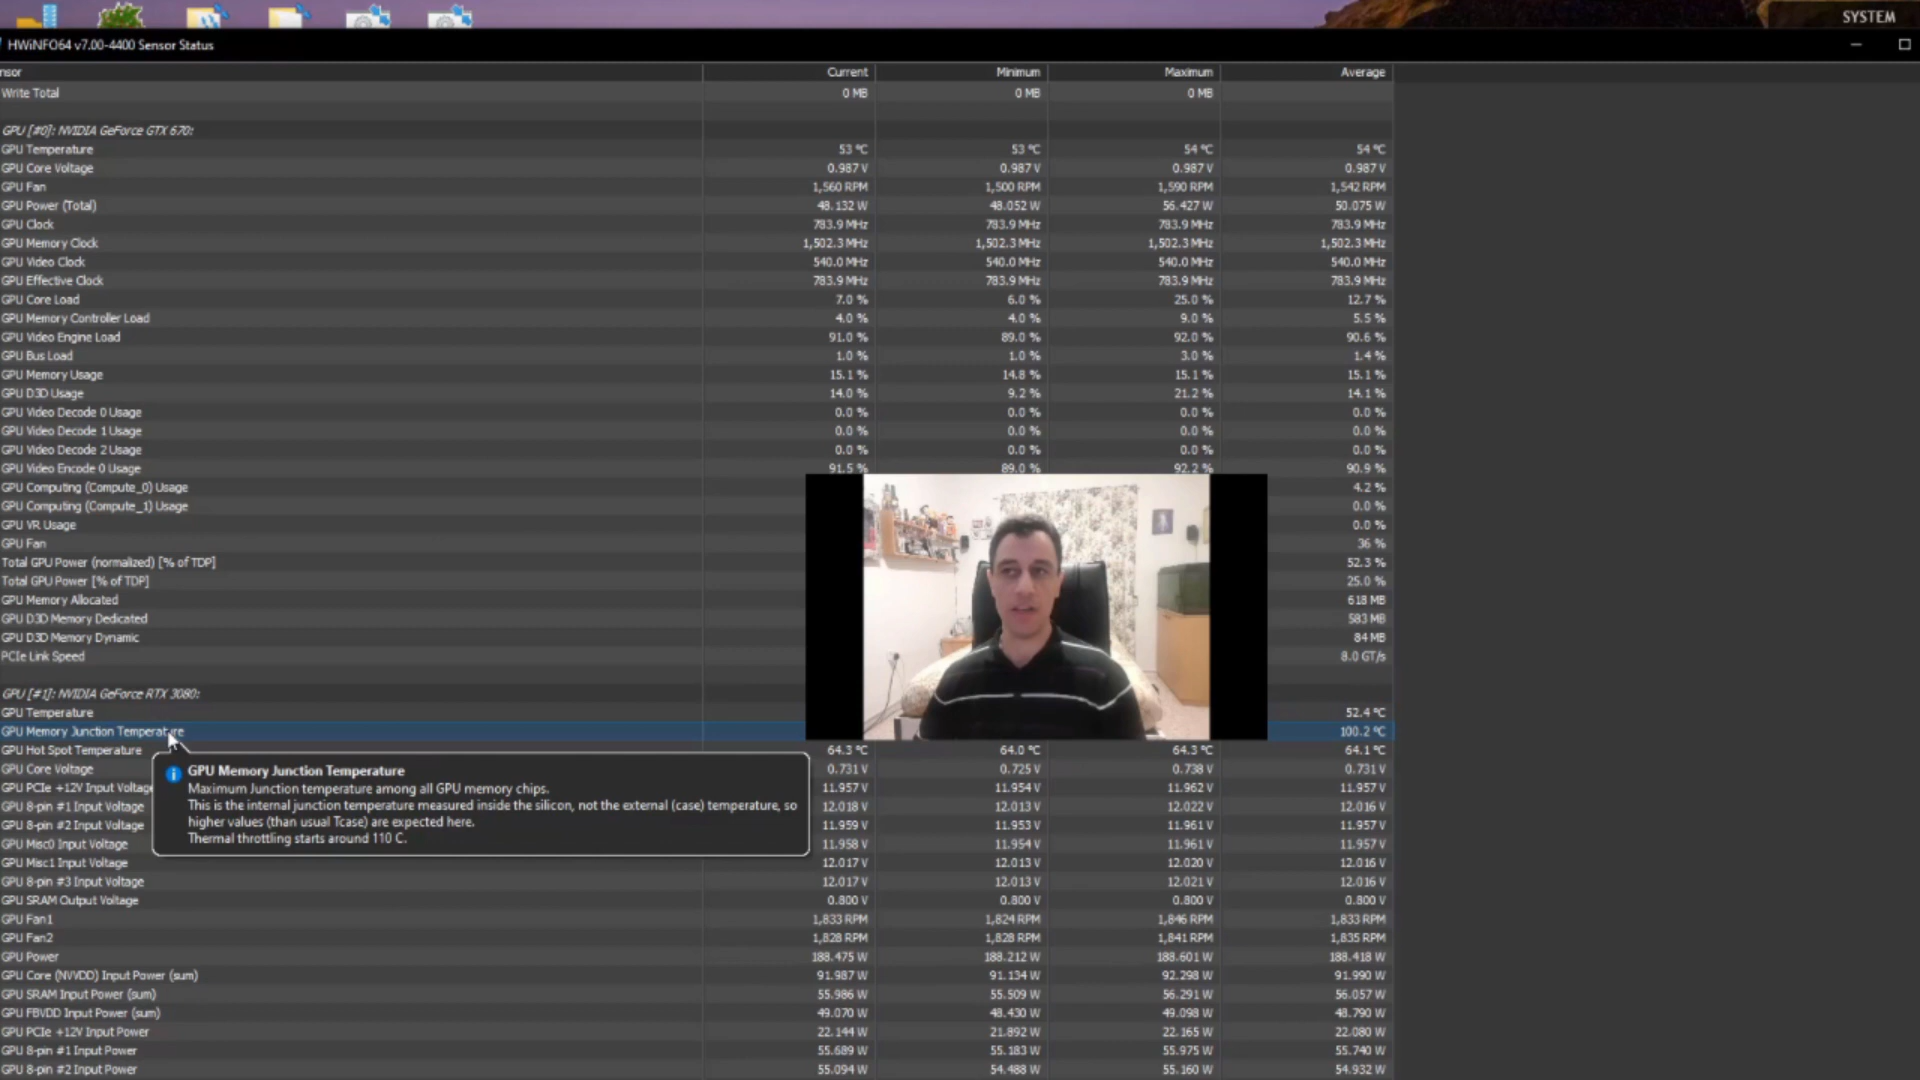 SYSTEM
HWiNFO64 v7.00-4400 Sensor Status
nsor Current Minimum Maximum Average
Write Total 0 MB 0 MB 0 MB
GPU [#0]: NVIDIA GeForce GTX 670:
GPU Temperature 53 °C 53 °C 54 °C 54 °C
GPU Core Voltage 0.987 V 0.987 V 0.987 V 0.987 V
GPU Fan 1,560 RPM 1,500 RPM 1,590 RPM 1,542 RPM
GPU Power (Total) 48.132 W 48.052 W 56.427 W 50.075 W
GPU Clock 783.9 MHz 783.9 MHz 783.9 MHz 783.9 MHz
GPU Memory Clock 1,502.3 MHz 1,502.3 MHz 1,502.3 MHz 1,502.3 MHz
GPU Video Clock 540.0 MHz 540.0 MHz 540.0 MHz 540.0 MHz
GPU Effective Clock 783.9 MHz 783.9 MHz 783.9 MHz 783.9 MHz
GPU Core Load 7.0 % 6.0 % 25.0 % 12.7 %
GPU Memory Controller Load 4.0 % 4.0 % 9.0 % 5.5 %
GPU Video Engine Load 91.0 % 89.0 % 92.0 % 90.6 %
GPU Bus Load 1.0 % 1.0 % 3.0 % 1.4 %
GPU Memory Usage 15.1 % 14.8 % 15.1 % 15.1 %
GPU D3D Usage 14.0 % 9.2 % 21.2 % 14.1 %
GPU Video Decode 0 Usage 0.0 % 0.0 % 0.0 % 0.0 %
GPU Video Decode 1 Usage 0.0 % 0.0 % 0.0 % 0.0 %
GPU Video Decode 2 Usage 0.0 % 0.0 % 0.0 % 0.0 %
GPU Video Encode 0 Usage 91.5 % 89.0 % 92.2 % 90.9 %
GPU Computing (Compute_0) Usage 4.2 %
GPU Computing (Compute_1) Usage 0.0 %
GPU VR Usage 0.0 %
GPU Fan 36 %
Total GPU Power (normalized) [% of TDP] 52.3 %
Total GPU Power [% of TDP] 25.0 %
GPU Memory Allocated 618 MB
GPU D3D Memory Dedicated 583 MB
GPU D3D Memory Dynamic 84 MB
PCIe Link Speed 8.0 GT/s
GPU [#1]: NVIDIA GeForce RTX 3080:
GPU Temperature 52.4 °C
GPU Memory Junction Temperature 100.2 °C
GPU Hot Spot Temperature 64.3 °C 64.0 °C 64.3 °C 64.1 °C
GPU Core Voltage 0.731 V 0.725 V 0.738 V 0.731 V
GPU PCIe +12V Input Voltage 11.957 V 11.954 V 11.962 V 11.957 V
GPU 8-pin #1 Input Voltage 12.018 V 12.013 V 12.022 V 12.016 V
GPU 8-pin #2 Input Voltage 11.959 V 11.953 V 11.961 V 11.957 V
GPU Misc0 Input Voltage 11.958 V 11.954 V 11.961 V 11.957 V
GPU Misc1 Input Voltage 12.017 V 12.013 V 12.020 V 12.016 V
GPU 8-pin #3 Input Voltage 12.017 V 12.013 V 12.021 V 12.016 V
GPU SRAM Output Voltage 0.800 V 0.800 V 0.800 V 0.800 V
GPU Fan1 1,833 RPM 1,824 RPM 1,846 RPM 1,833 RPM
GPU Fan2 1,828 RPM 1,828 RPM 1,841 RPM 1,835 RPM
GPU Power 188.475 W 188.212 W 188.601 W 188.418 W
GPU Core (NVVDD) Input Power (sum) 91.987 W 91.134 W 92.298 W 91.990 W
GPU SRAM Input Power (sum) 55.986 W 55.509 W 56.291 W 56.057 W
GPU FBVDD Input Power (sum) 49.070 W 48.430 W 49.098 W 48.790 W
GPU PCIe +12V Input Power 22.144 W 21.892 W 22.165 W 22.080 W
GPU 8-pin #1 Input Power 55.689 W 55.183 W 55.975 W 55.740 W
GPU 8-pin #2 Input Power 55.094 W 54.488 W 55.160 W 54.932 W
GPU Memory Junction Temperature
Maximum Junction temperature among all GPU memory chips.
This is the internal junction temperature measured inside the silicon, not the external (case) temperature, so
higher values (than usual Tcase) are expected here.
Thermal throttling starts around 110 C.